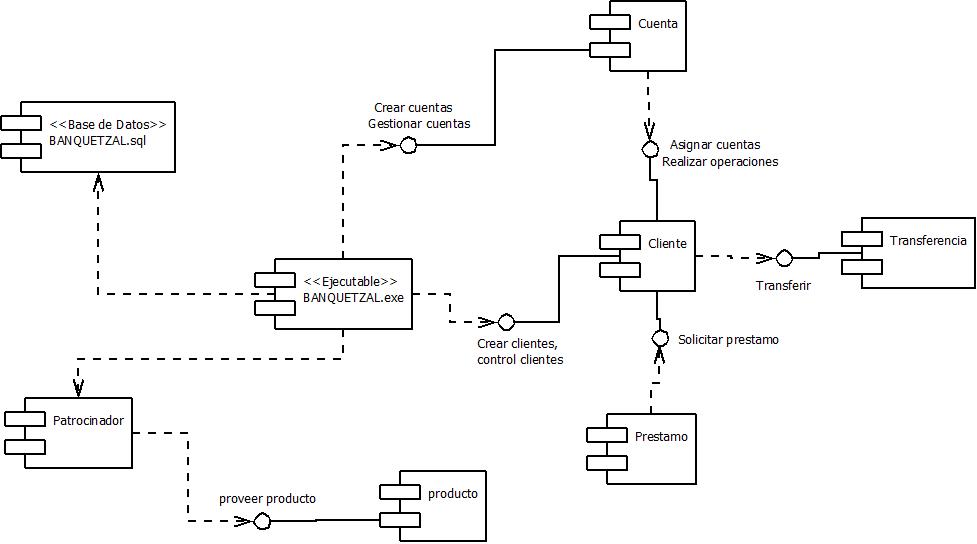 Cuenta
Crear cuentas
Gestionar cuentas
<<Base de Datos>>
BANQUETZAL.sql
Asignar cuentas
Realizar operaciones
Cliente
Transferencia
<<Ejecutable>>
BANQUETZAL.exe
Transferir
Crear clientes,
control clientes
Solicitar prestamo
Patrocinador
Prestamo
proveer producto
producto